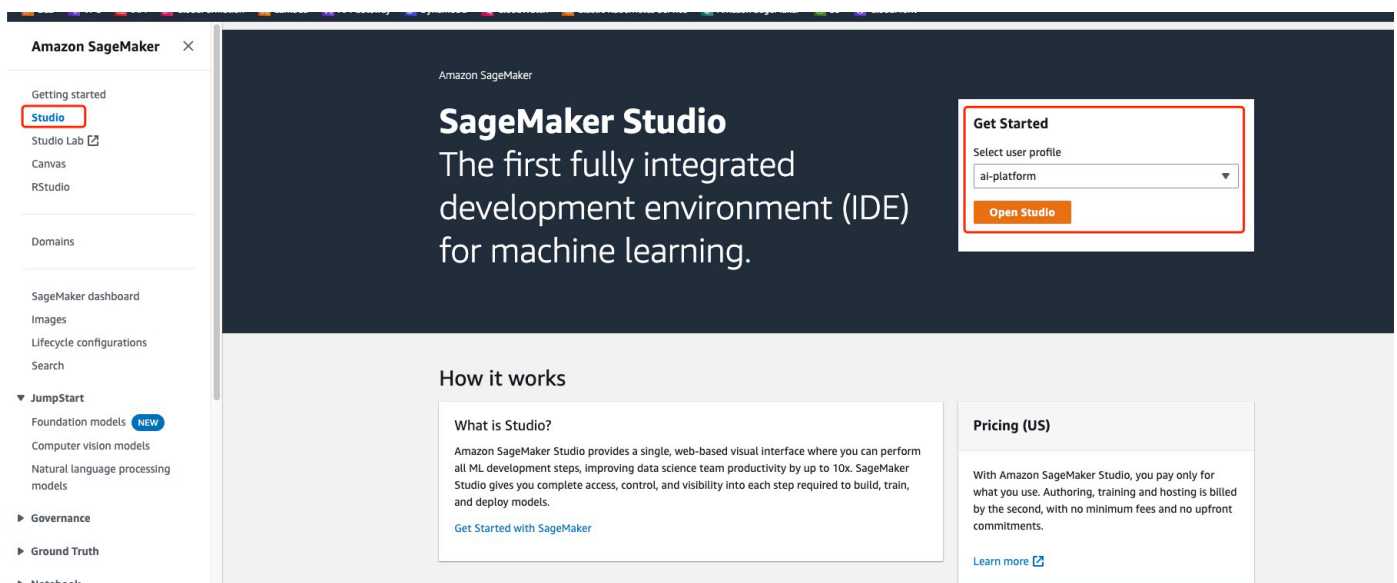 Amazon SageMaker
Getting started
Studio
Studio Lab
Canvas
RStudio
Domains
SageMaker dashboard
Images
Lifecycle configurations
Search
JumpStart
Foundation models NEW
Computer vision models
Natural language processing
models
Governance
Ground Truth
Amazon SageMaker
SageMaker Studio
The first fully integrated
development environment (IDE)
for machine learning.
Get Started
Select user profile
ai-platform
Open Studio
How it works
What is Studio?
Amazon SageMaker Studio provides a single, web-based visual interface where you can perform
all ML development steps, improving data science team productivity by up to 10x. SageMaker
Studio gives you complete access, control, and visibility into each step required to build, train,
and deploy models.
Get Started with SageMaker
Pricing (US)
With Amazon SageMaker Studio, you pay only for
what you use. Authoring, training and hosting is billed
by the second, with no minimum fees and no upfront
commitments.
Learn more